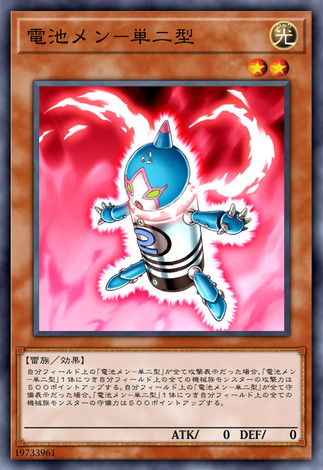 電池メン－単二型
光
【雷族／効果】
自分フィールド上の「電池メン－単二型」が全て攻撃表示だった場合、「電池メン
－単二型」１体につき自分フィールド上の全ての機械族モンスターの攻撃力は
５００ポイントアップする。自分フィールド上の「電池メン－単二型」が全て守
備表示だった場合、「電池メン－単二型」１体につき自分フィールド上の全ての機
械族モンスターの守備力は５００ポイントアップする。
ATK/ 0 DEF/ 0
19733961